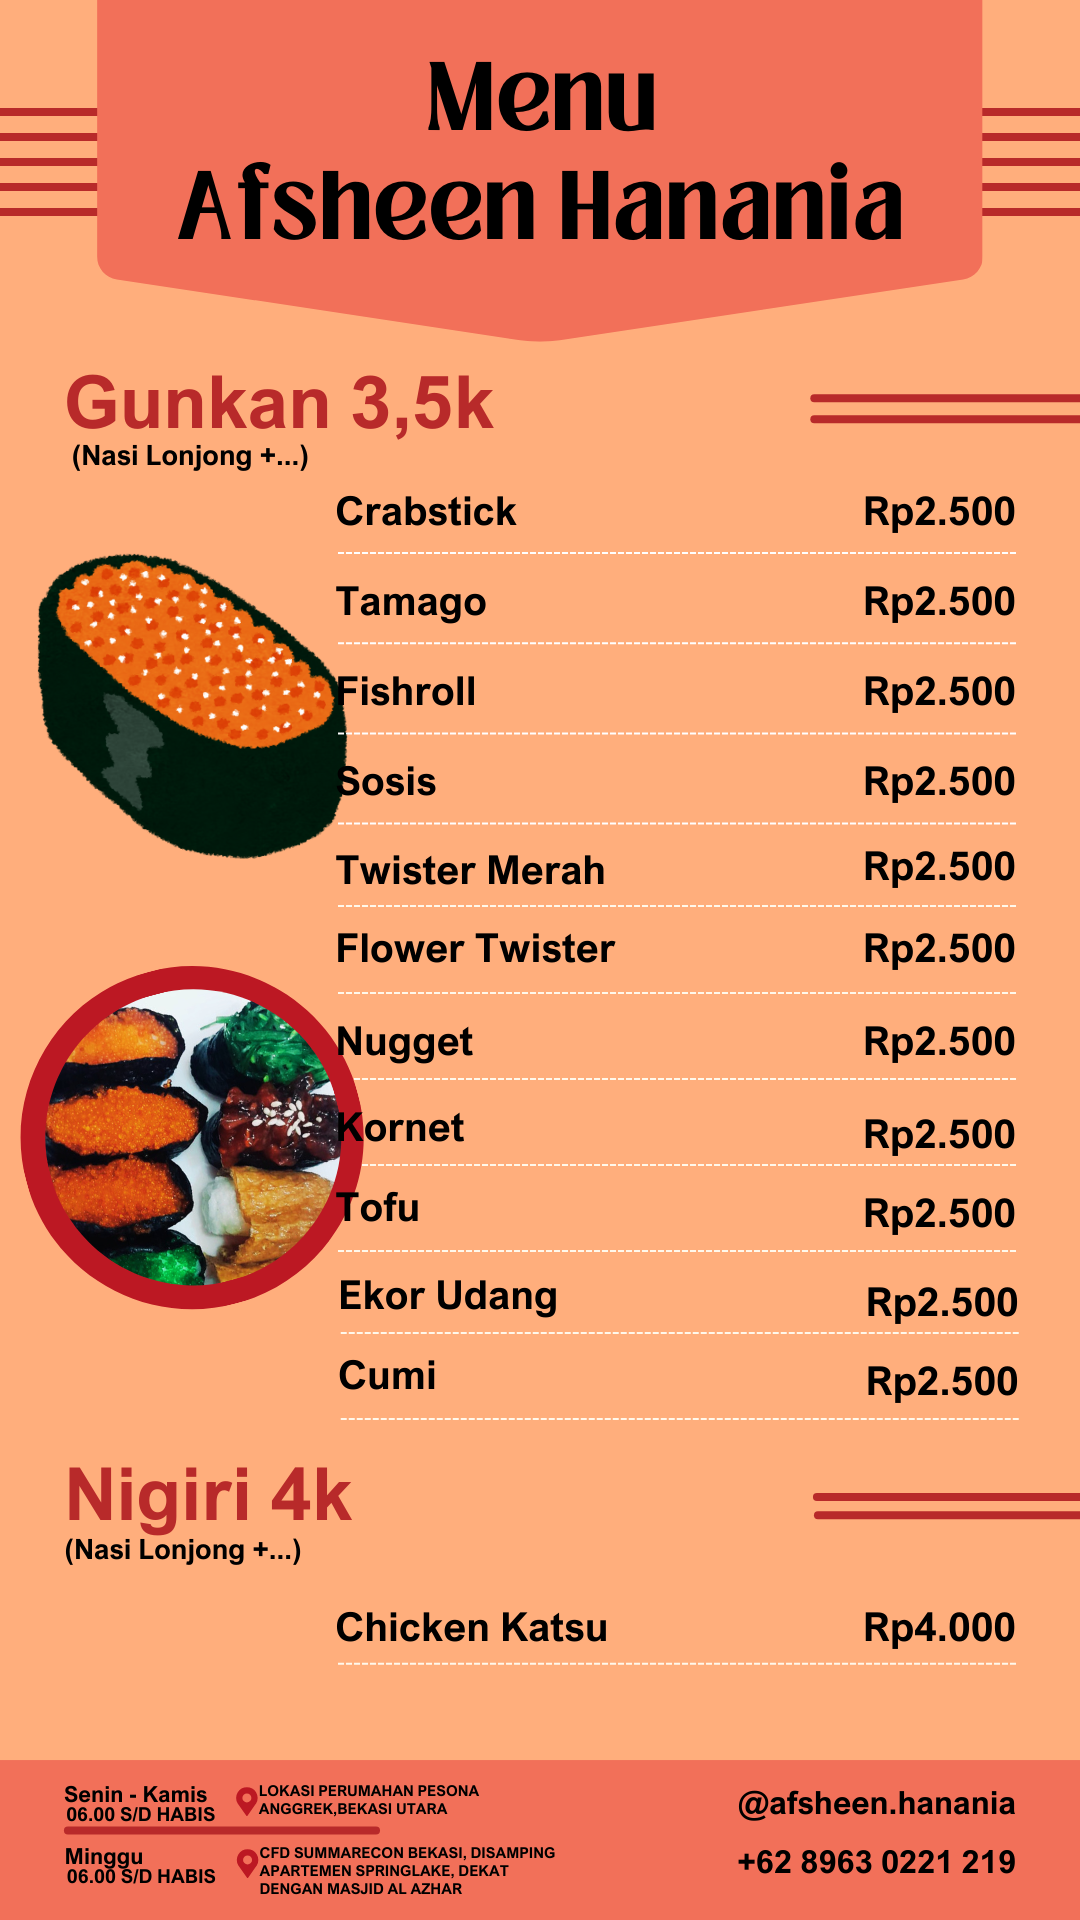 Menu
Afsheen Hanania
Gunkan 3,5k
(Nasi Lonjong +...)
Crabstick Rp2.500
Tamago Rp2.500
Fishroll Rp2.500
Sosis Rp2.500
Twister Merah Rp2.500
Flower Twister Rp2.500
Nugget Rp2.500
Kornet Rp2.500
Tofu Rp2.500
Ekor Udang Rp2.500
Cumi Rp2.500
Nigiri 4k
(Nasi Lonjong +...)
Chicken Katsu Rp4.000
Senin - Kamis
06.00 S/D HABIS
LOKASI PERUMAHAN PESONA
ANGGREK,BEKASI UTARA
Minggu
06.00 S/D HABIS
CFD SUMMARECON BEKASI, DISAMPING
APARTEMEN SPRINGLAKE, DEKAT
DENGAN MASJID AL AZHAR
@afsheen.hanania
+62 8963 0221 219